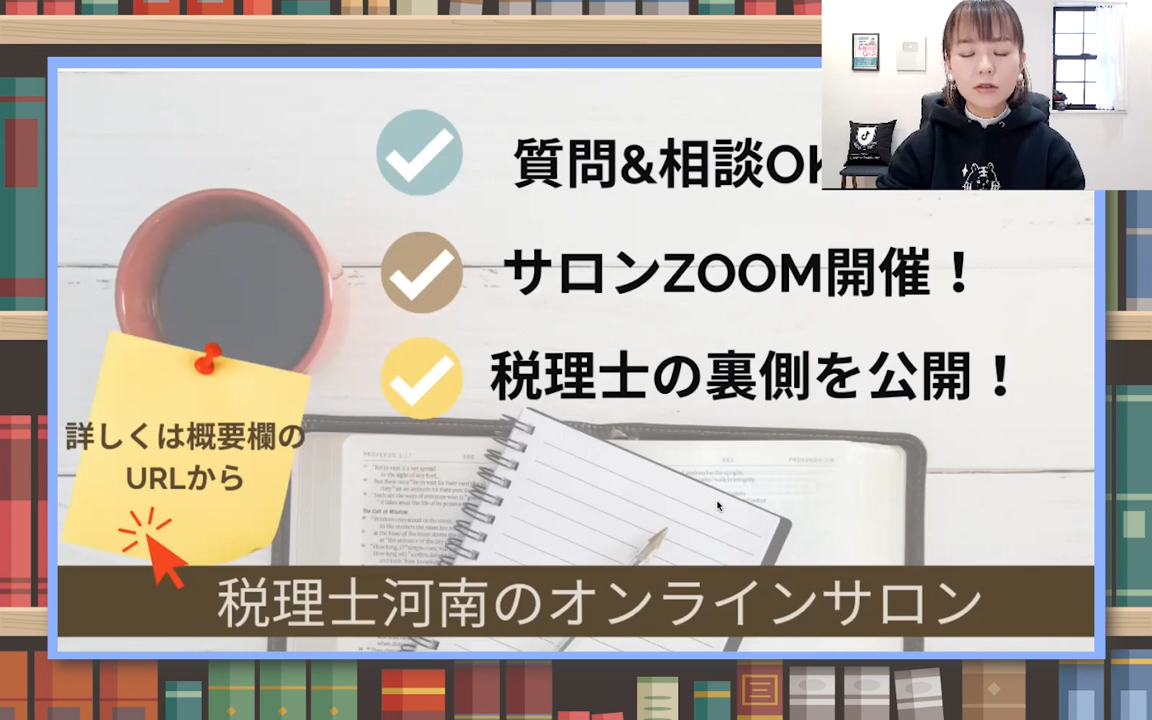 質問&相談OK
サロンZOOM開催！
税理士の裏側を公開！
詳しくは概要欄の
URLから
税理士河南のオンラインサロン